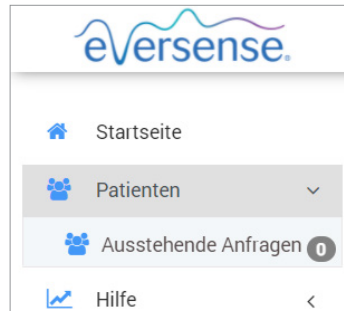 eversense.
Startseite
Patienten
Ausstehende Anfragen 0
Hilfe